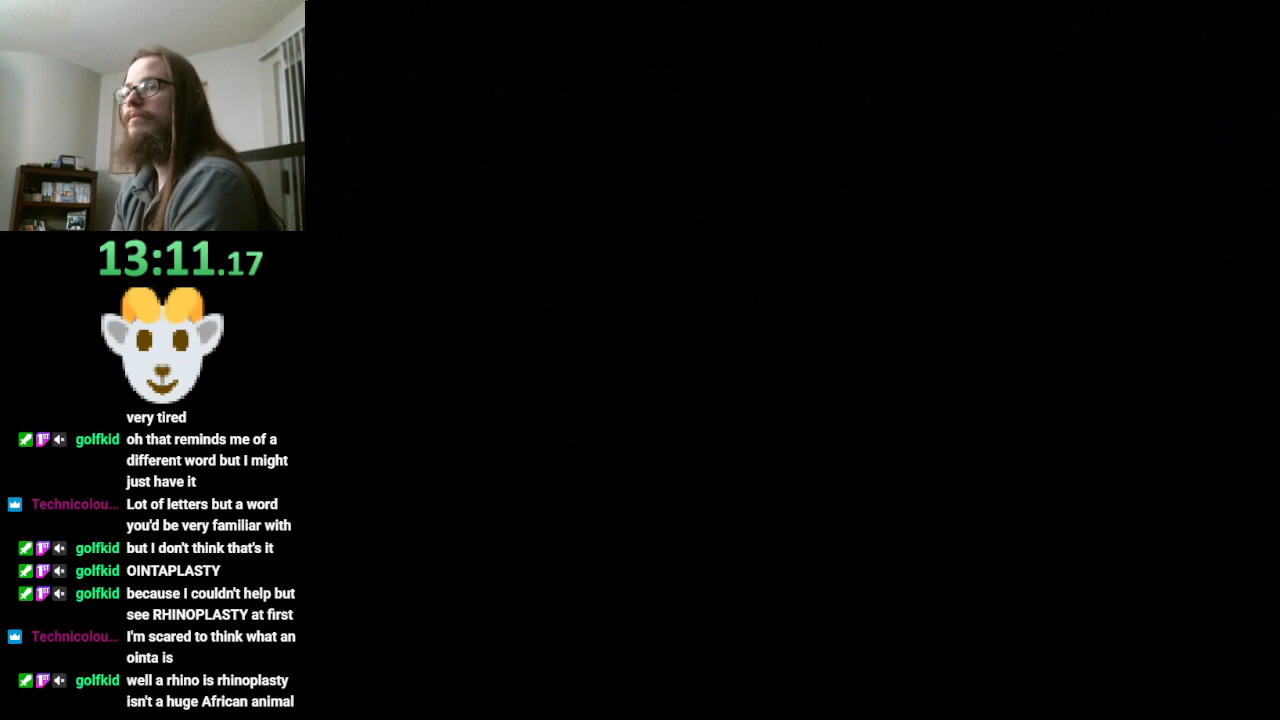 13:11.17
very tired
golfkid oh that reminds me of a
different word but I might
just have it
Technicolou... Lot of letters but a word
you'd be very familiar with
golfkid but I don't think that's it
golfkid OINTAPLASTY
golfkid because I couldn't help but
see RHINOPLASTY at first
Technicolou... I'm scared to think what an
ointa is
golfkid well a rhino is rhinoplasty
isn't a huge African animal